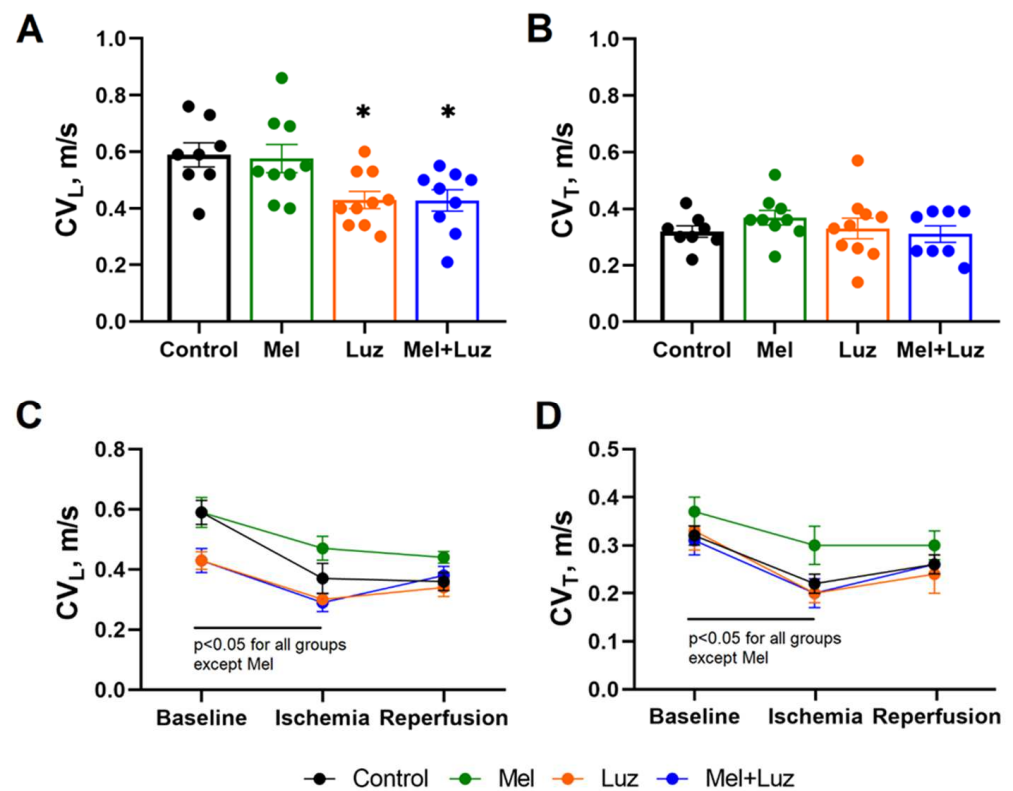 A
CVL, m/s
1.0
0.8
0.6
0.4
0.2
0.0
*
*
Control Mel Luz Mel+Luz
B
CVT, m/s
1.0
0.8
0.6
0.4
0.2
0.0
Control Mel Luz Mel+Luz
C
CVL, m/s
0.8
0.6
0.4
0.2
0.0
p<0.05 for all groups
except Mel
Baseline Ischemia Reperfusion
D
CVT, m/s
0.5
0.4
0.3
0.2
0.1
0.0
p<0.05 for all groups
except Mel
Baseline Ischemia Reperfusion
Control Mel Luz Mel+Luz